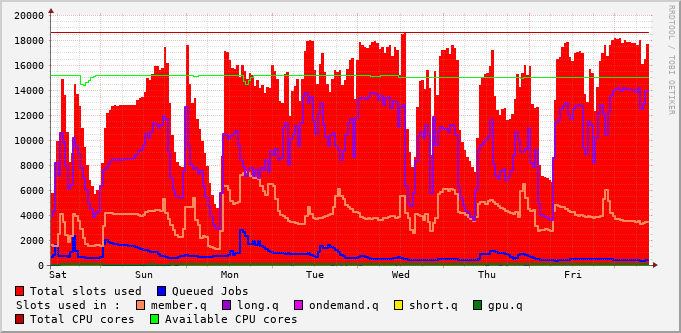 RRDTOOL / TOBI OETIKER
20000
18000
16000
14000
12000
10000
8000
6000
4000
2000
0
Sat Sun Mon Tue Wed Thu Fri
Total slots used Queued Jobs
Slots used in : member.q long.q ondemand.q short.q gpu.q
Total CPU cores Available CPU cores